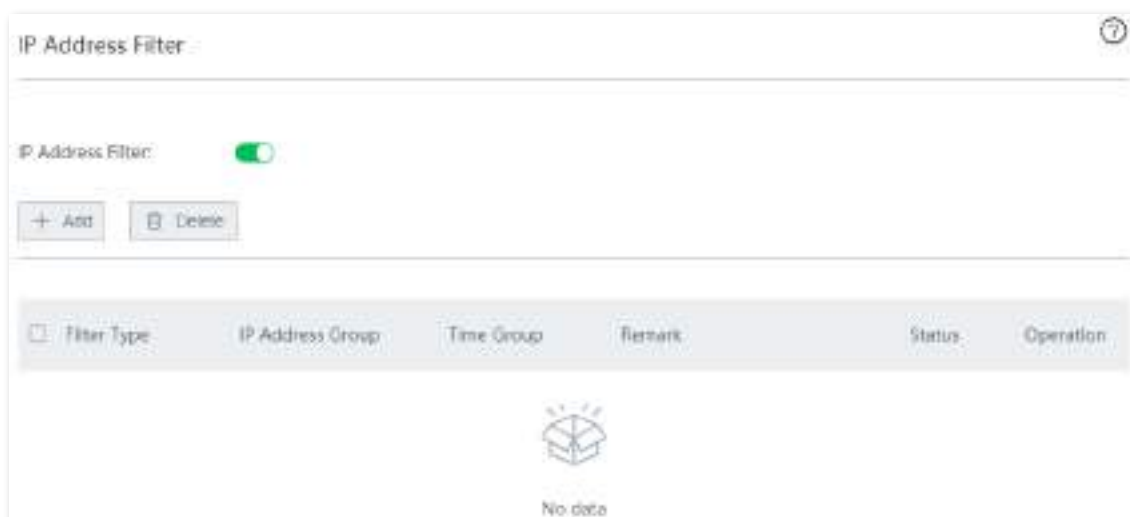 IP Address Filter
IP Address Filter:
+ Add Delete
Filter Type IP Address Group Time Group Remark Status Operation
No data